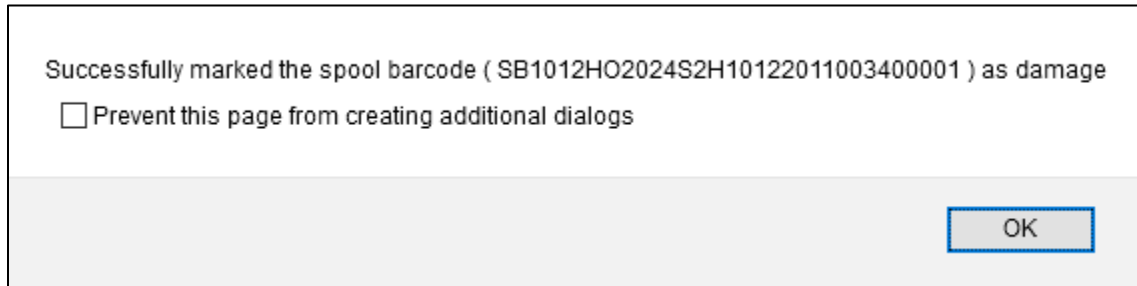 Successfully marked the spool barcode ( SB1012HO2024S2H10122011003400001 ) as damage
Prevent this page from creating additional dialogs
OK